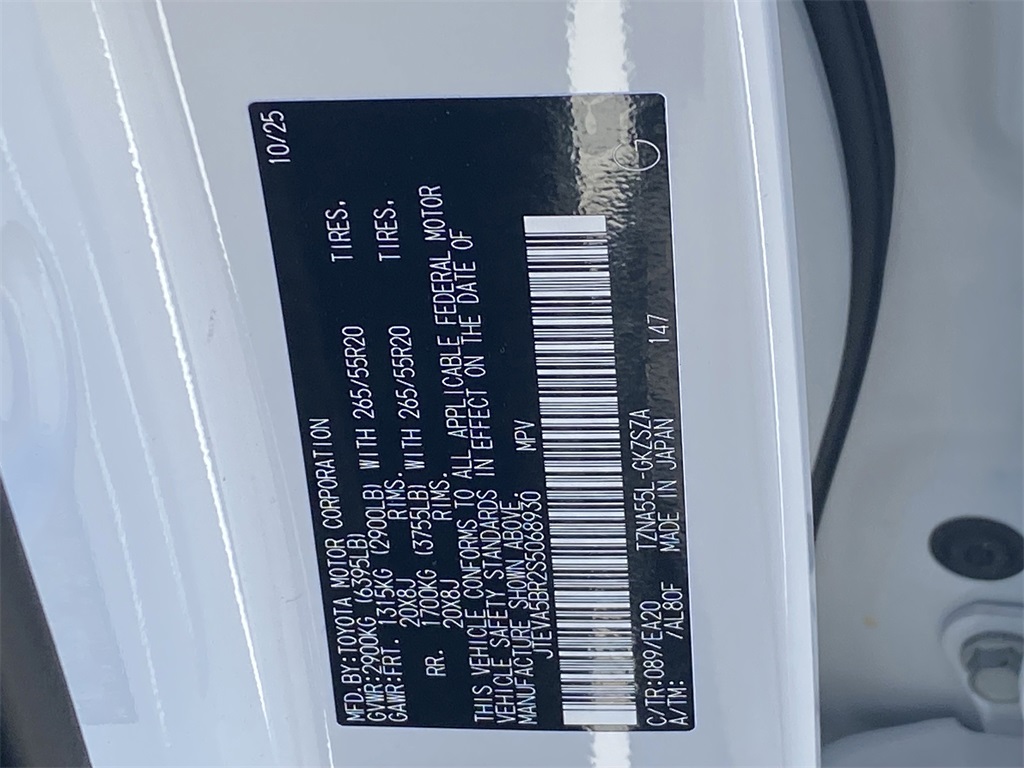 MFD. BY: TOYOTA MOTOR CORPORATION 10/25
GVWR: 2900KG (6395LB)
GAWR: FRT. 1315KG (2900LB) WITH 265/55R20 TIRES.
20X8J RIMS.
RR. 1700KG (3755LB) WITH 265/55R20 TIRES.
20X8J RIMS.
THIS VEHICLE CONFORMS TO ALL APPLICABLE FEDERAL MOTOR
VEHICLE SAFETY STANDARDS IN EFFECT ON THE DATE OF
MANUFACTURE SHOWN ABOVE.
JTEVA5BR2S5068930 MPV
C/TR: 089/EA20 TZNA55L-GKZSZA 147
A/TM: /AL80F MADE IN JAPAN